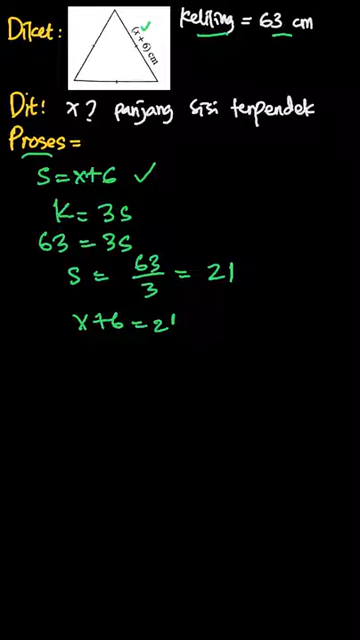 Diket:
(x + 6) cm
Keliling = 63 cm
Dit! x? panjang sisi terpendek
Proses =
S = x+6 ✓
K = 3s
63 = 3s
s = 63/3 = 21
x+6 = 21